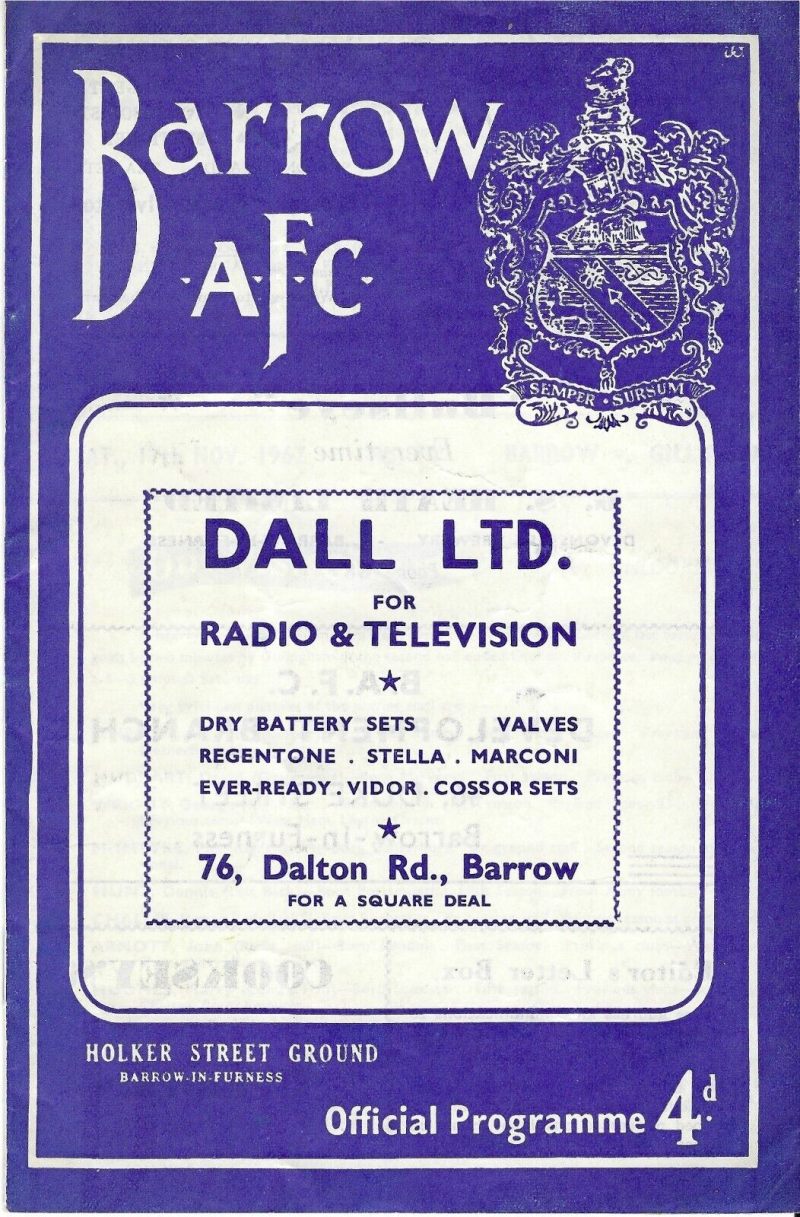 Barrow
A.F.C.
SEMPER · SURSUM
DALL LTD.
FOR
RADIO & TELEVISION
DRY BATTERY SETS VALVES
REGENTONE . STELLA . MARCONI
EVER-READY . VIDOR . COSSOR SETS
76, Dalton Rd., Barrow
FOR A SQUARE DEAL
HOLKER STREET GROUND
BARROW-IN-FURNESS
Official Programme 4d.